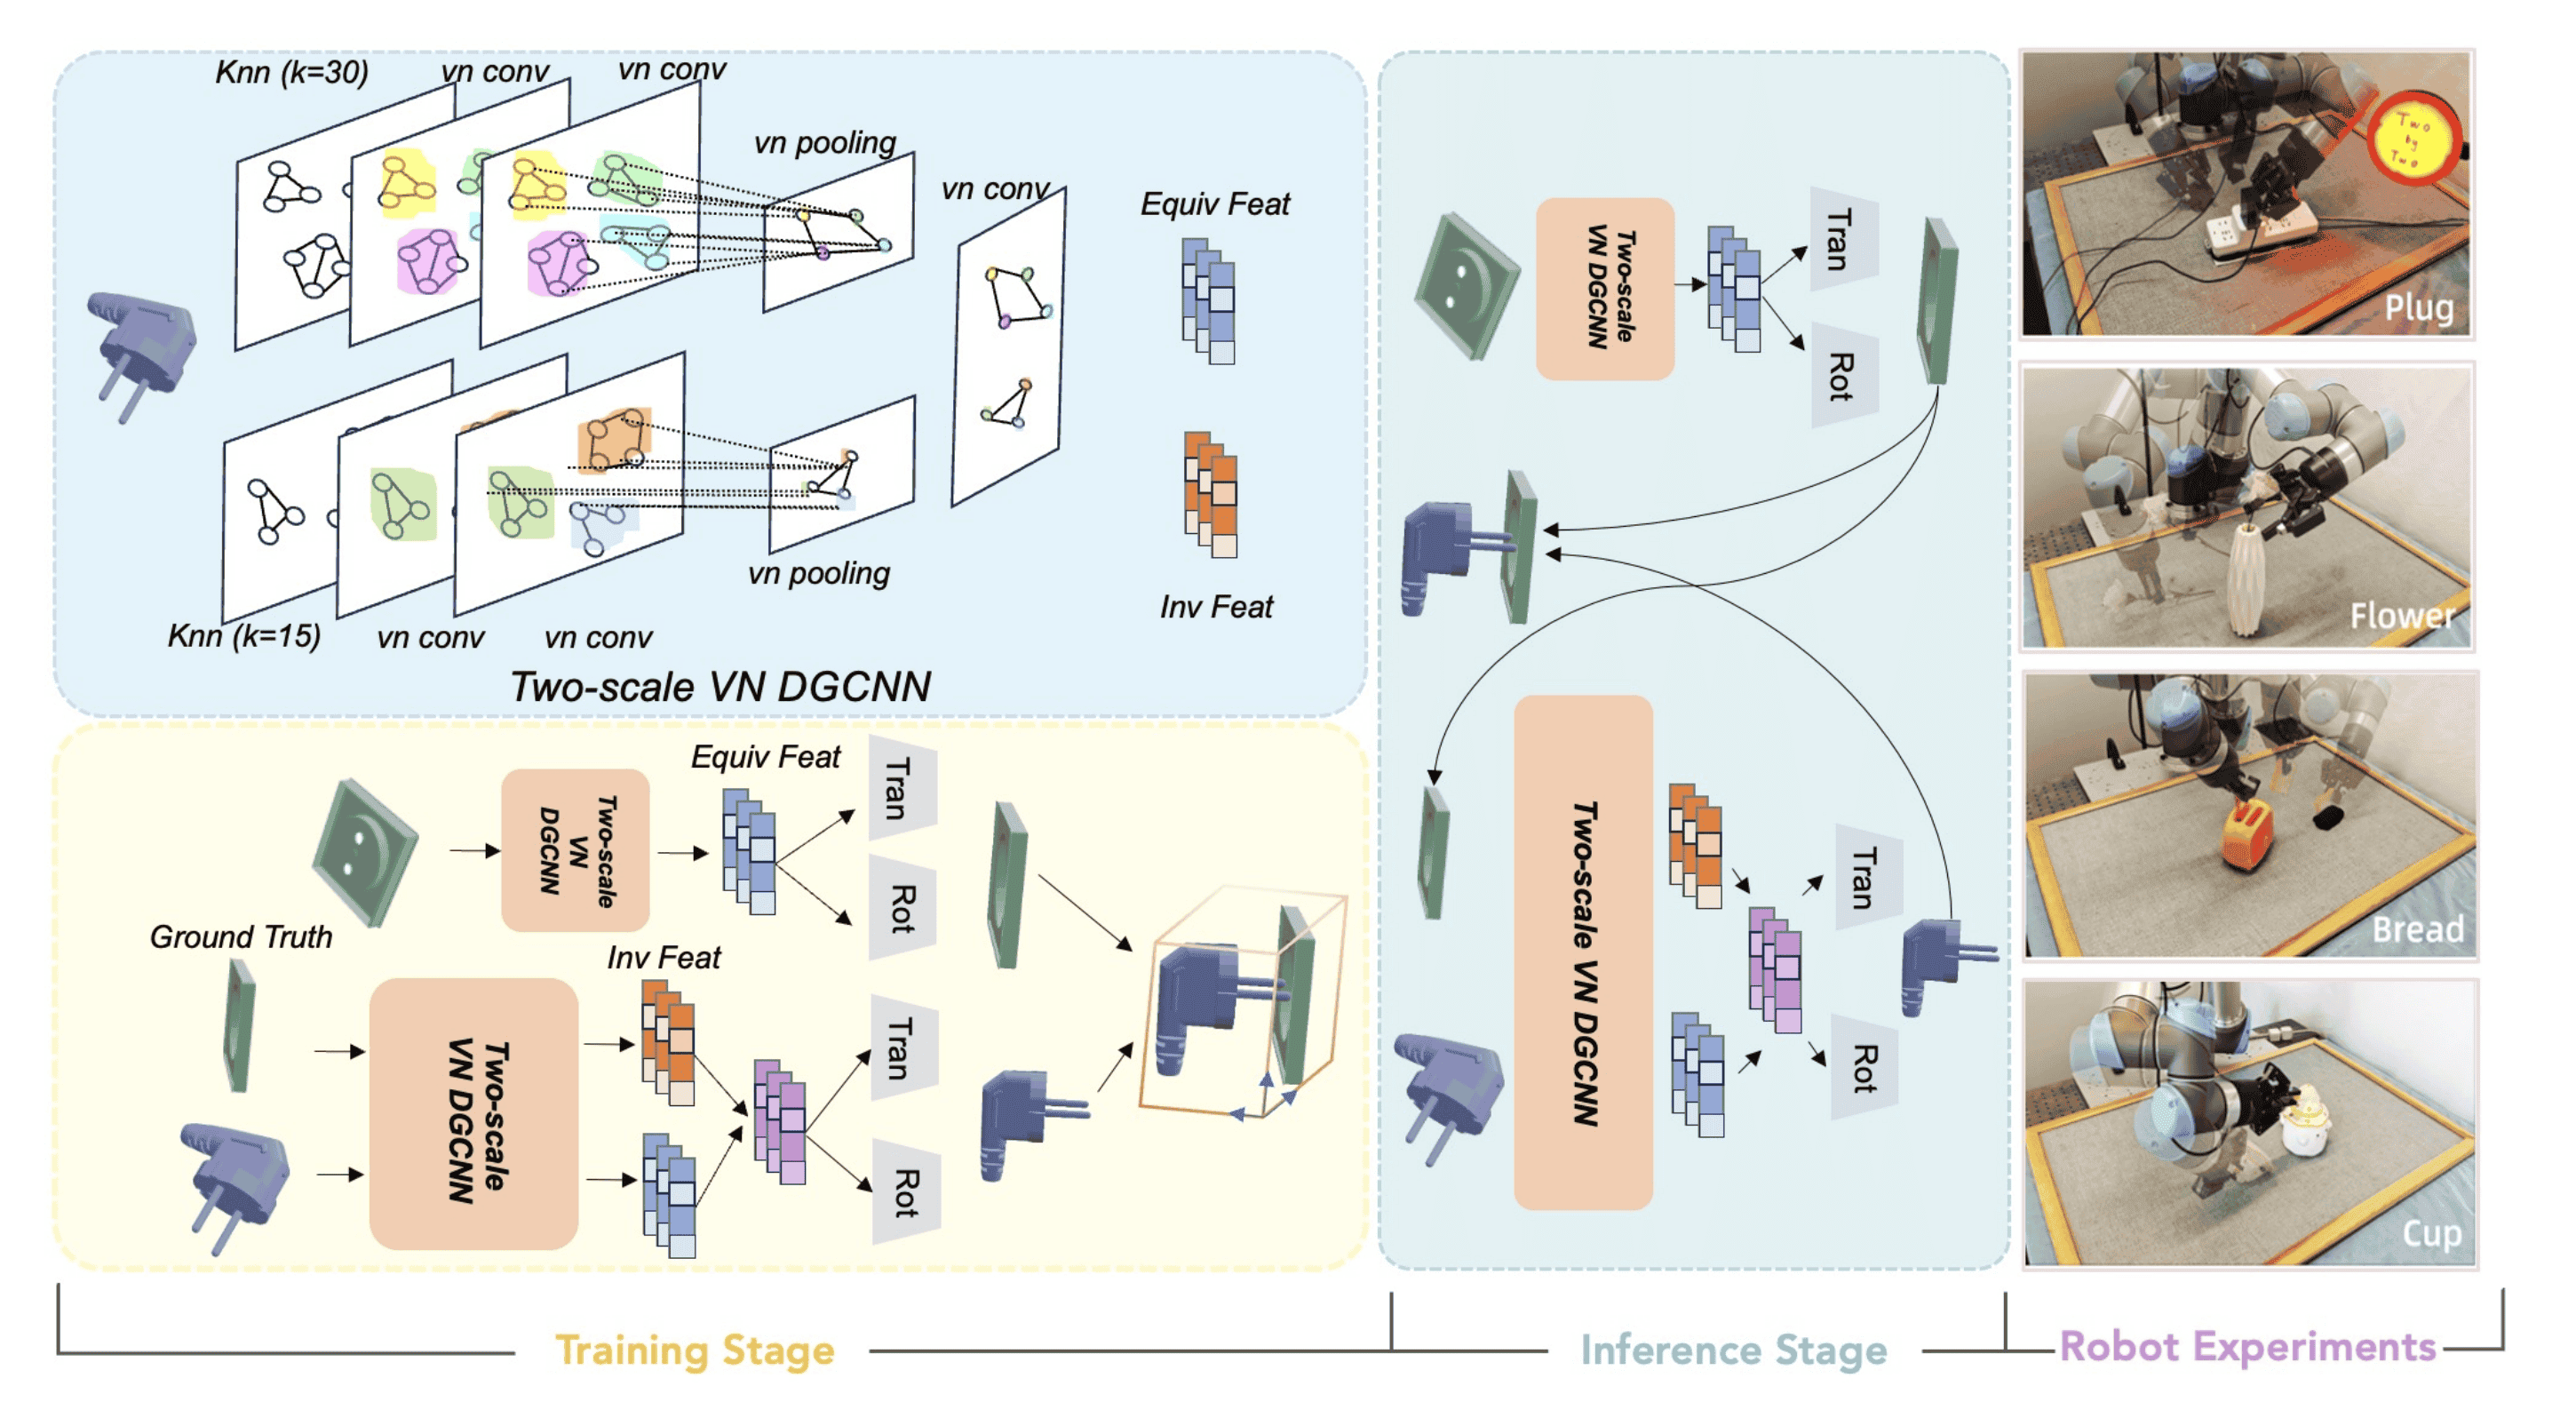 Knn (k=30)
vn conv
vn conv
vn pooling
vn conv
Equiv Feat
Inv Feat
vn pooling
Knn (k=15)
vn conv
vn conv
Two-scale VN DGCNN
Equiv Feat
Tran
Rot
Two-scale
VN
DGCNN
Ground Truth
Inv Feat
Two-scale
VN DGCNN
Tran
Rot
Training Stage
Two-scale
VN DGCNN
Tran
Rot
Two-scale VN DGCNN
Tran
Rot
Inference Stage
Two
by
Two
Plug
Flower
Bread
Cup
Robot Experiments